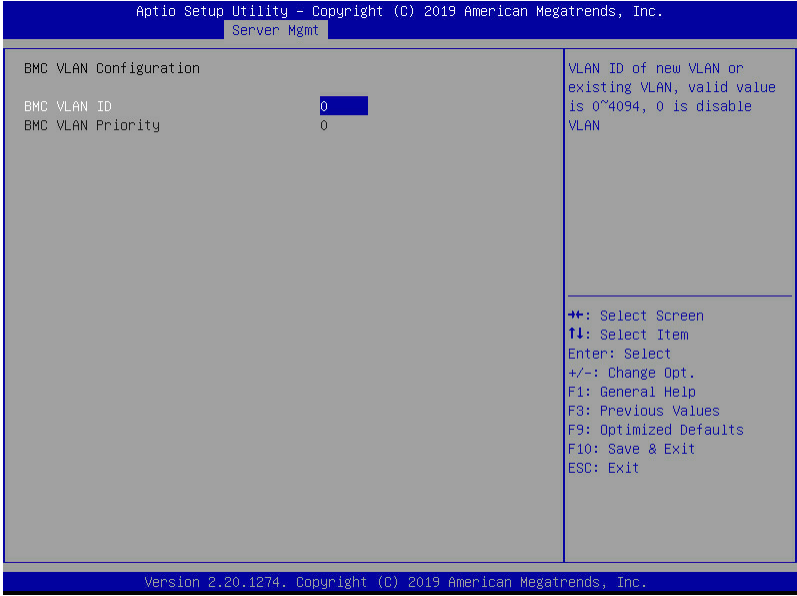 Aptio Setup Utility – Copyright (C) 2019 American Megatrends, Inc.
Server Mgmt
BMC VLAN Configuration
BMC VLAN ID 0
BMC VLAN Priority 0
VLAN ID of new VLAN or
existing VLAN, valid value
is 0~4094, 0 is disable
VLAN
→←: Select Screen
↑↓: Select Item
Enter: Select
+/-: Change Opt.
F1: General Help
F3: Previous Values
F9: Optimized Defaults
F10: Save & Exit
ESC: Exit
Version 2.20.1274. Copyright (C) 2019 American Megatrends, Inc.